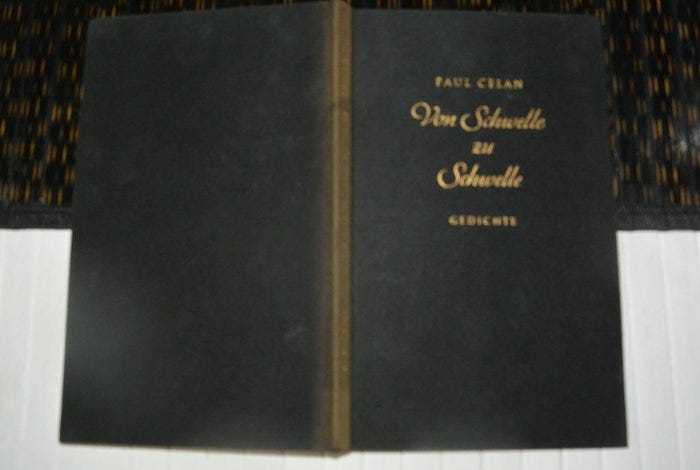 PAUL CELAN
Von Schwelle
zu
Schwelle
GEDICHTE